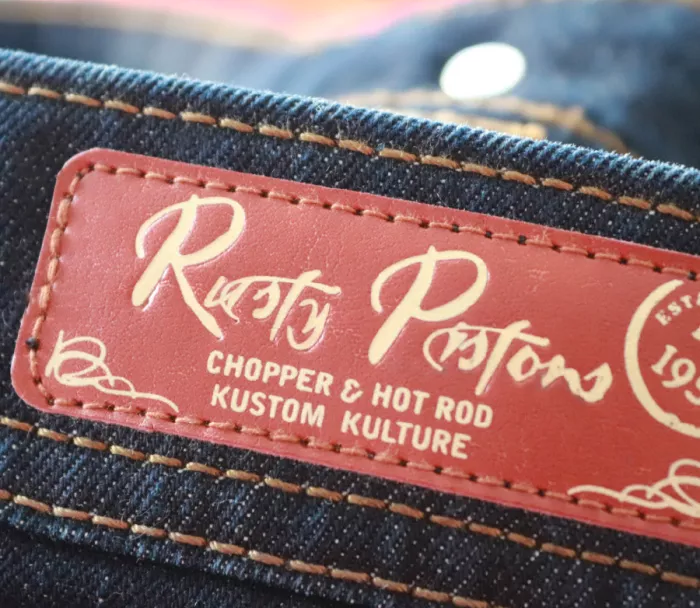 Rusty Pistons
CHOPPER & HOT ROD
KUSTOM KULTURE